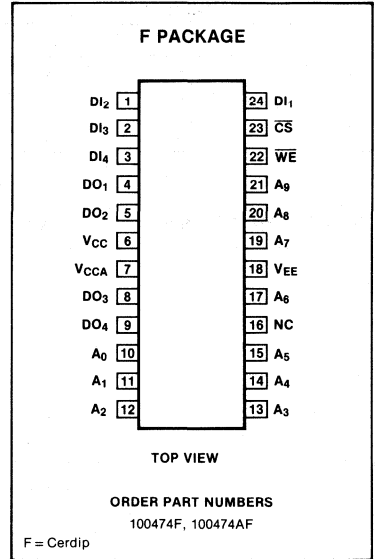 F PACKAGE
DI2 1 24 DI1
DI3 2 23 CS
DI4 3 22 WE
DO1 4 21 A9
DO2 5 20 A8
VCC 6 19 A7
VCCA 7 18 VEE
DO3 8 17 A6
DO4 9 16 NC
A0 10 15 A5
A1 11 14 A4
A2 12 13 A3
TOP VIEW
ORDER PART NUMBERS
100474F, 100474AF
F = Cerdip